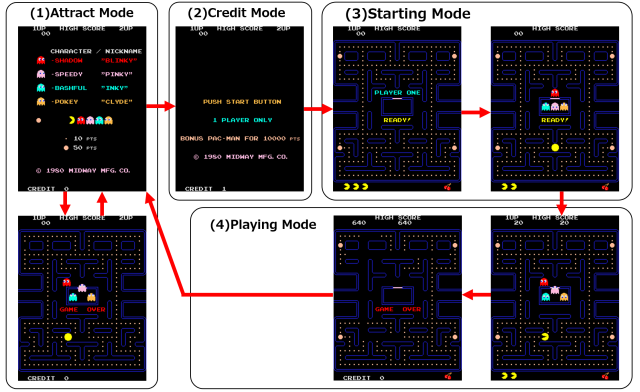 (1)Attract Mode
1UP HIGH SCORE 2UP
00
CHARACTER / NICKNAME
-SHADOW "BLINKY"
-SPEEDY "PINKY"
-BASHFUL "INKY"
-POKEY "CLYDE"
· 10 PTS
50 PTS
© 1980 MIDWAY MFG. CO.
CREDIT 0
1UP HIGH SCORE 2UP
00
GAME OVER
(2)Credit Mode
1UP HIGH SCORE 2UP
00
PUSH START BUTTON
1 PLAYER ONLY
BONUS PAC-MAN FOR 10000 PTS
© 1980 MIDWAY MFG. CO.
CREDIT 1
(3)Starting Mode
1UP HIGH SCORE
00
PLAYER ONE
READY!
1UP HIGH SCORE
00
READY!
(4)Playing Mode
HIGH SCORE
640 640
GAME OVER
CREDIT 0
1UP HIGH SCORE
20 20